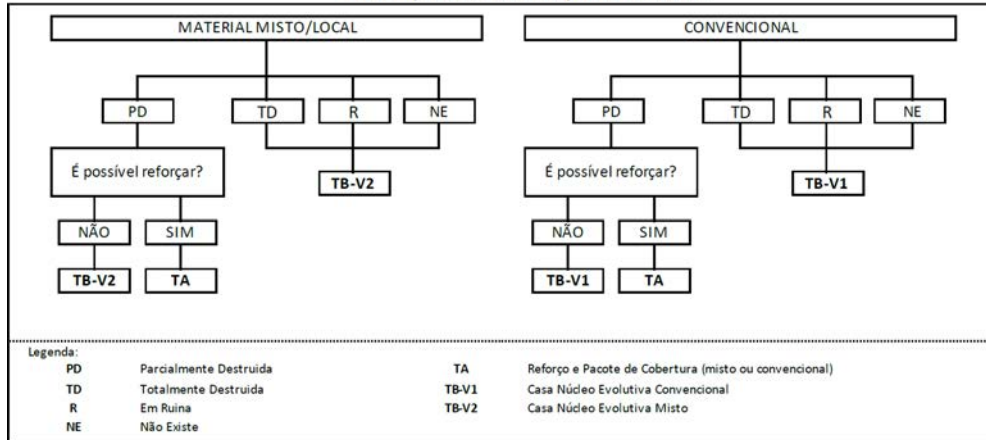 MATERIAL MISTO/LOCAL
CONVENCIONAL
PD
TD
R
NE
PD
TD
R
NE
É possível reforçar?
TB-V2
É possível reforçar?
TB-V1
NÃO
SIM
NÃO
SIM
TB-V2
TA
TB-V1
TA
Legenda:
PD Parcialmente Destruida
TA Reforço e Pacote de Cobertura (misto ou convencional)
TD Totalmente Destruida
TB-V1 Casa Núcleo Evolutiva Convencional
R Em Ruina
TB-V2 Casa Núcleo Evolutiva Misto
NE Não Existe